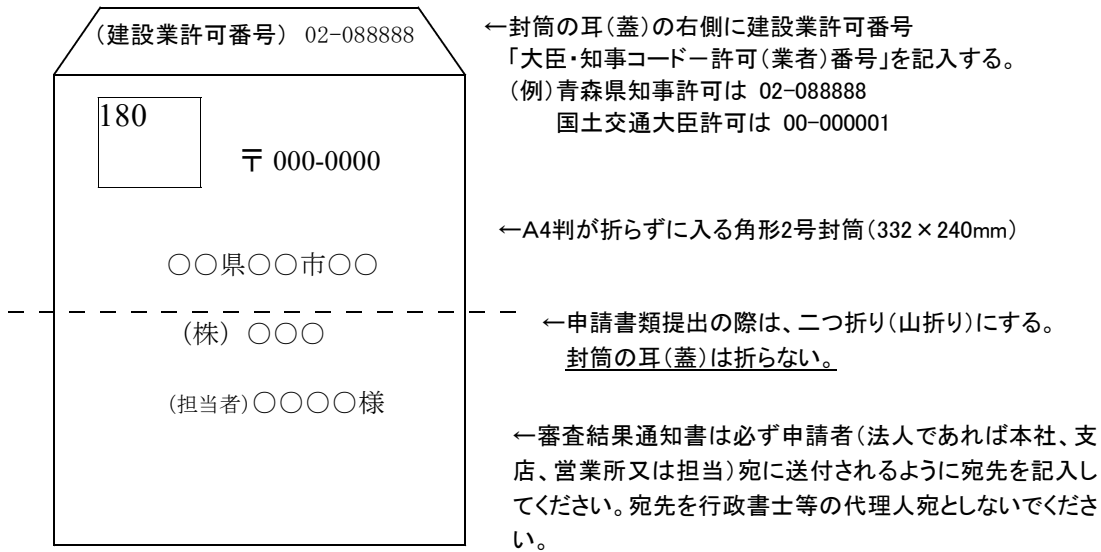 (建設業許可番号) 02-088888
180
〒 000-0000
○○県○○市○○
(株) ○○○
(担当者)○○○○様
←封筒の耳(蓋)の右側に建設業許可番号
「大臣・知事コードー許可(業者)番号」を記入する。
(例)青森県知事許可は 02-088888
国土交通大臣許可は 00-000001
←A4判が折らずに入る角形2号封筒(332×240mm)
←申請書類提出の際は、二つ折り(山折り)にする。
封筒の耳(蓋)は折らない。
←審査結果通知書は必ず申請者(法人であれば本社、支
店、営業所又は担当)宛に送付されるように宛先を記入し
てください。宛先を行政書士等の代理人宛としないでくださ
い。